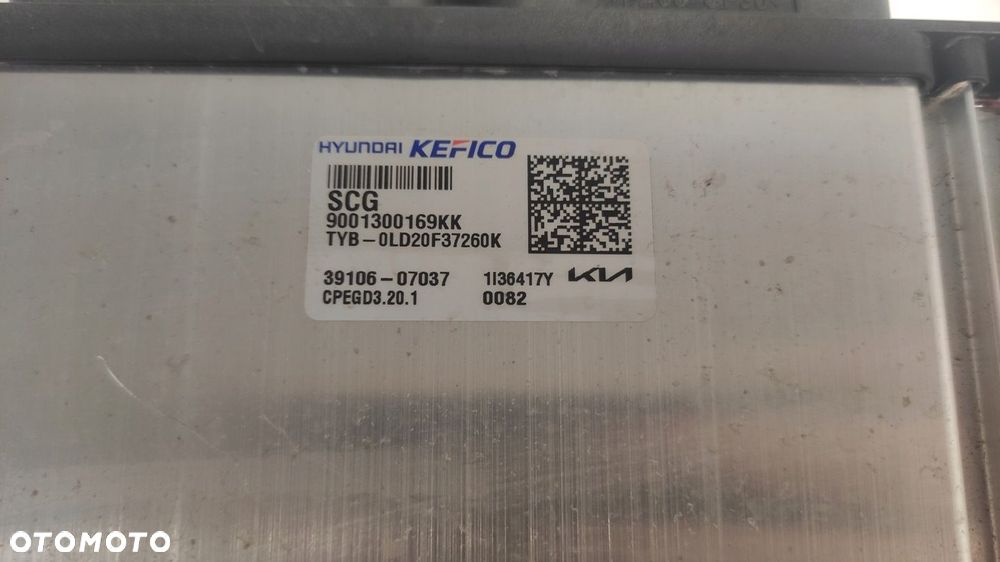 HYUNDAI KEFICO
SCG
9001300169KK
TYB-0LD20F37260K
39106-07037 1I36417Y KIA
CPEGD3.20.1 0082
OTOMOTO